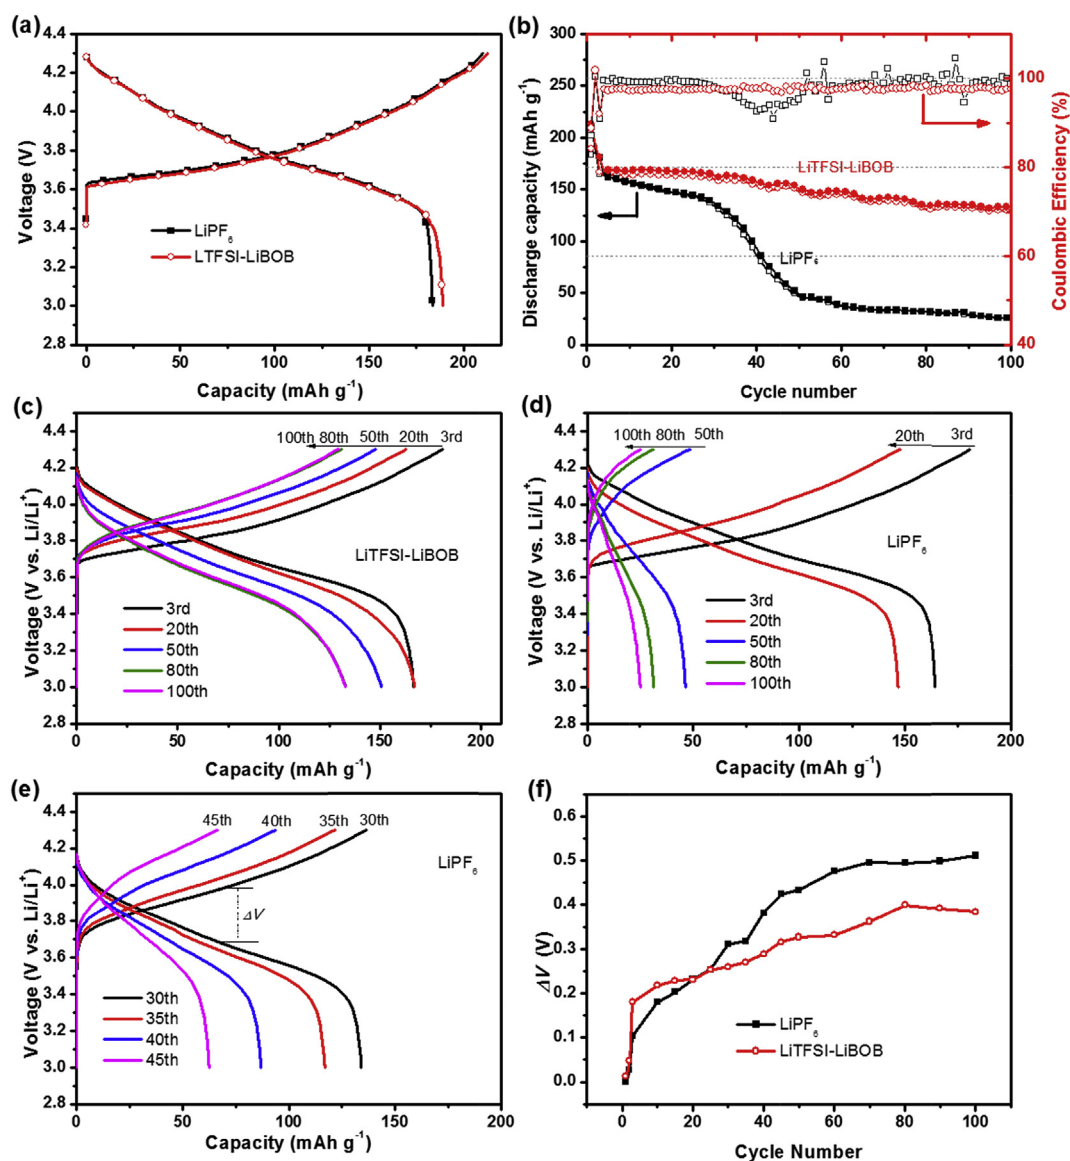 (a)
4.4
4.2
4.0
3.8
3.6
3.4
3.2
3.0
2.8
Voltage (V)
LiPF6
LTFSI-LiBOB
0 50 100 150 200
Capacity (mAh g-1)
(b)
300
250
200
150
100
50
0
Discharge capacity (mAh g-1)
LiTFSI-LiBOB
LiPF6
100
80
60
40
Coulombic Efficiency (%)
0 20 40 60 80 100
Cycle number
(c)
4.4
4.2
4.0
3.8
3.6
3.4
3.2
3.0
2.8
Voltage (V vs. Li/Li+)
100th 80th 50th 20th 3rd
LiTFSI-LiBOB
3rd
20th
50th
80th
100th
0 50 100 150 200
Capacity (mAh g-1)
(d)
4.4
4.2
4.0
3.8
3.6
3.4
3.2
3.0
2.8
Voltage (V vs. Li/Li+)
100th 80th 50th 20th 3rd
LiPF6
3rd
20th
50th
80th
100th
0 50 100 150 200
Capacity (mAh g-1)
(e)
4.4
4.2
4.0
3.8
3.6
3.4
3.2
3.0
2.8
Voltage (V vs. Li/Li+)
45th 40th 35th 30th
LiPF6
ΔV
30th
35th
40th
45th
0 50 100 150 200
Capacity (mAh g-1)
(f)
0.6
0.5
0.4
0.3
0.2
0.1
0.0
ΔV (V)
LiPF6
LiTFSI-LiBOB
0 20 40 60 80 100
Cycle Number